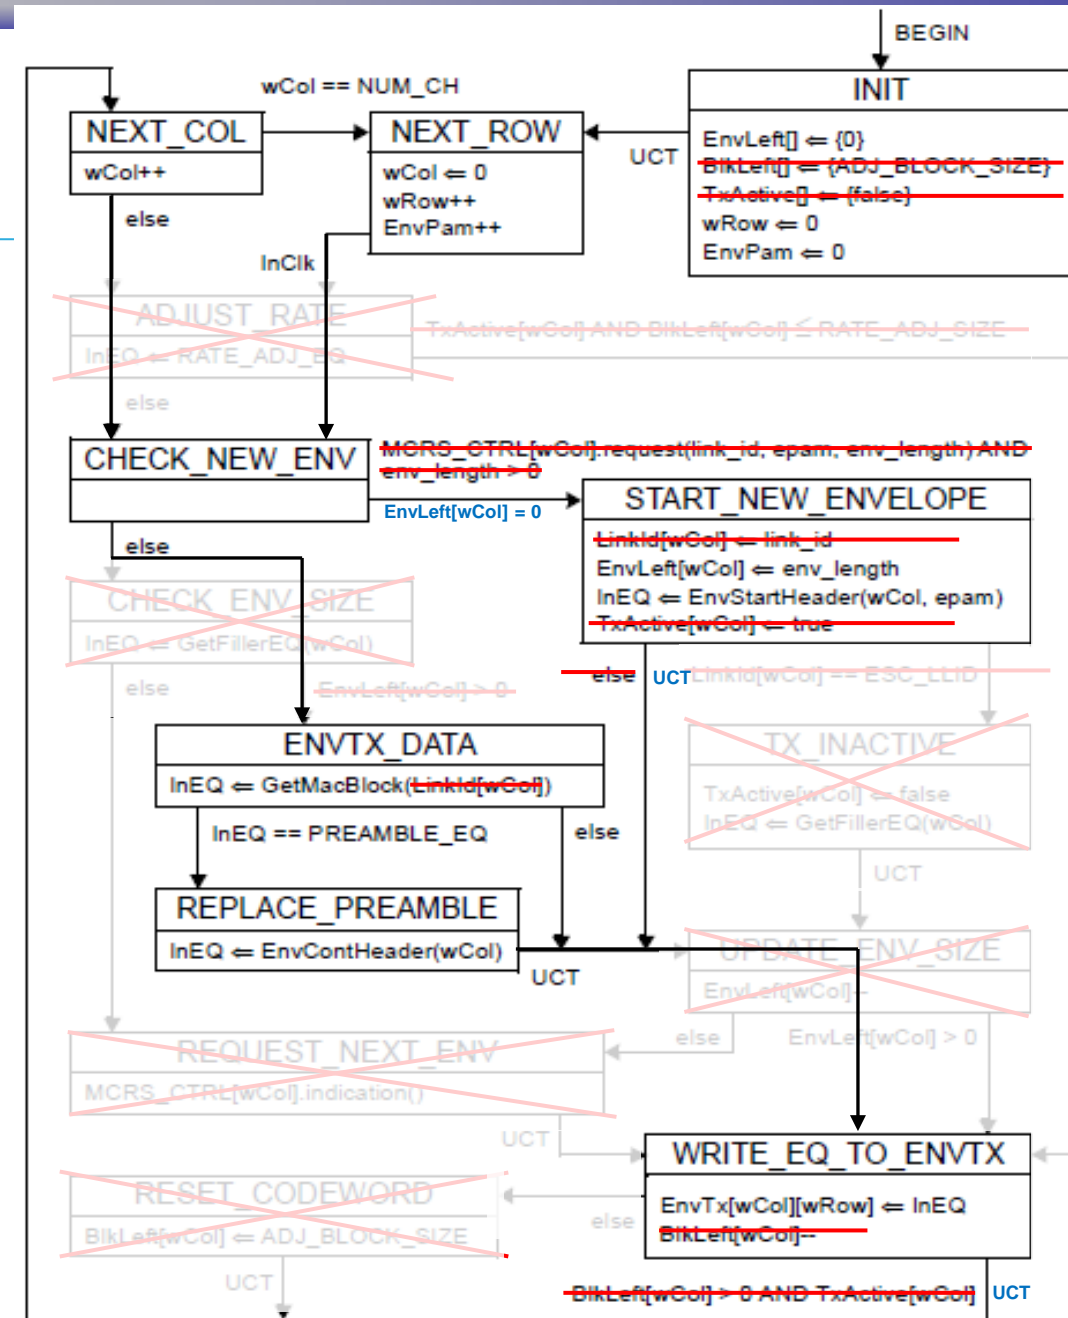 BEGIN
wCol == NUM_CH
INIT
NEXT_COL
NEXT_ROW
EnvLeft[] ⇐ {0}
UCT
BlkLeft[] ⇐ {ADJ_BLOCK_SIZE}
wCol++
wCol ⇐ 0
TxActive[] ⇐ {false}
wRow++
wRow ⇐ 0
else
EnvPam++
EnvPam ⇐ 0
InClk
ADJUST_RATE
TxActive[wCol] AND BlkLeft[wCol] ≤ RATE_ADJ_SIZE
InEQ ⇐ RATE_ADJ_EQ
else
CHECK_NEW_ENV
MCRS_CTRL[wCol].request(link_id, epam, env_length) AND
env_length > 0
START_NEW_ENVELOPE
EnvLeft[wCol] = 0
else
LinkId[wCol] ⇐ link_id
EnvLeft[wCol] ⇐ env_length
CHECK_ENV_SIZE
InEQ ⇐ EnvStartHeader(wCol, epam)
TxActive[wCol] ⇐ true
InEQ ⇐ GetFillerEQ(wCol)
else
UCT
LinkId[wCol] == ESC_LLID
else
EnvLeft[wCol] > 0
ENVTX_DATA
TX_INACTIVE
InEQ ⇐ GetMacBlock(LinkId[wCol])
TxActive[wCol] ⇐ false
InEQ ⇐ GetFillerEQ(wCol)
InEQ == PREAMBLE_EQ
else
UCT
REPLACE_PREAMBLE
InEQ ⇐ EnvContHeader(wCol)
UPDATE_ENV_SIZE
UCT
EnvLeft[wCol]--
else
EnvLeft[wCol] > 0
REQUEST_NEXT_ENV
MCRS_CTRL[wCol].indication()
UCT
WRITE_EQ_TO_ENVTX
RESET_CODEWORD
EnvTx[wCol][wRow] ⇐ InEQ
else
BlkLeft[wCol] ⇐ ADJ_BLOCK_SIZE
BlkLeft[wCol]--
UCT
BlkLeft[wCol] > 0 AND TxActive[wCol]
UCT